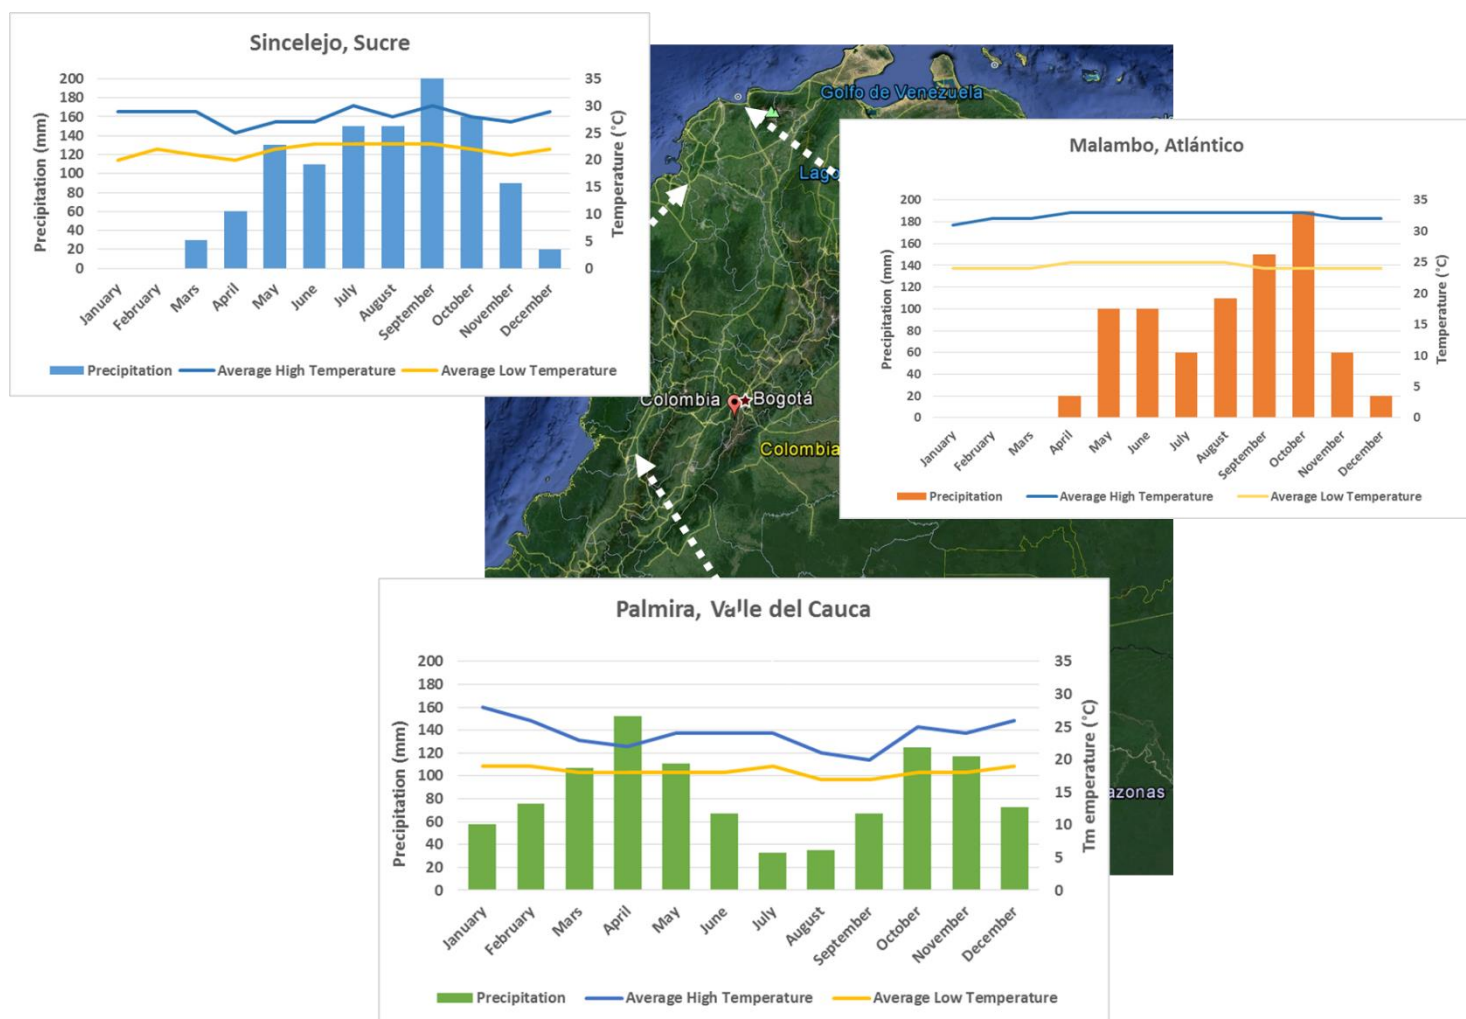 Sincelejo, Sucre
Precipitation (mm)
200
180
160
140
120
100
80
60
40
20
0
35
30
25
20
15
10
5
0
Temperature (°C)
January
February
Mars
April
May
June
July
August
September
October
November
December
Precipitation
Average High Temperature
Average Low Temperature
Golfo de Venezuela
Lago
Malambo, Atlántico
Precipitation (mm)
200
180
160
140
120
100
80
60
40
20
0
35
30
25
20
15
10
5
0
Temperature (°C)
January
February
Mars
April
May
June
July
August
September
October
November
December
Precipitation
Average High Temperature
Average Low Temperature
Colombia
Bogotá
Colombia
Palmira, Valle del Cauca
Precipitation (mm)
200
180
160
140
120
100
80
60
40
20
0
35
30
25
20
15
10
5
0
Tm emperature (°C)
January
February
Mars
April
May
June
July
August
September
October
November
December
Precipitation
Average High Temperature
Average Low Temperature
azonas